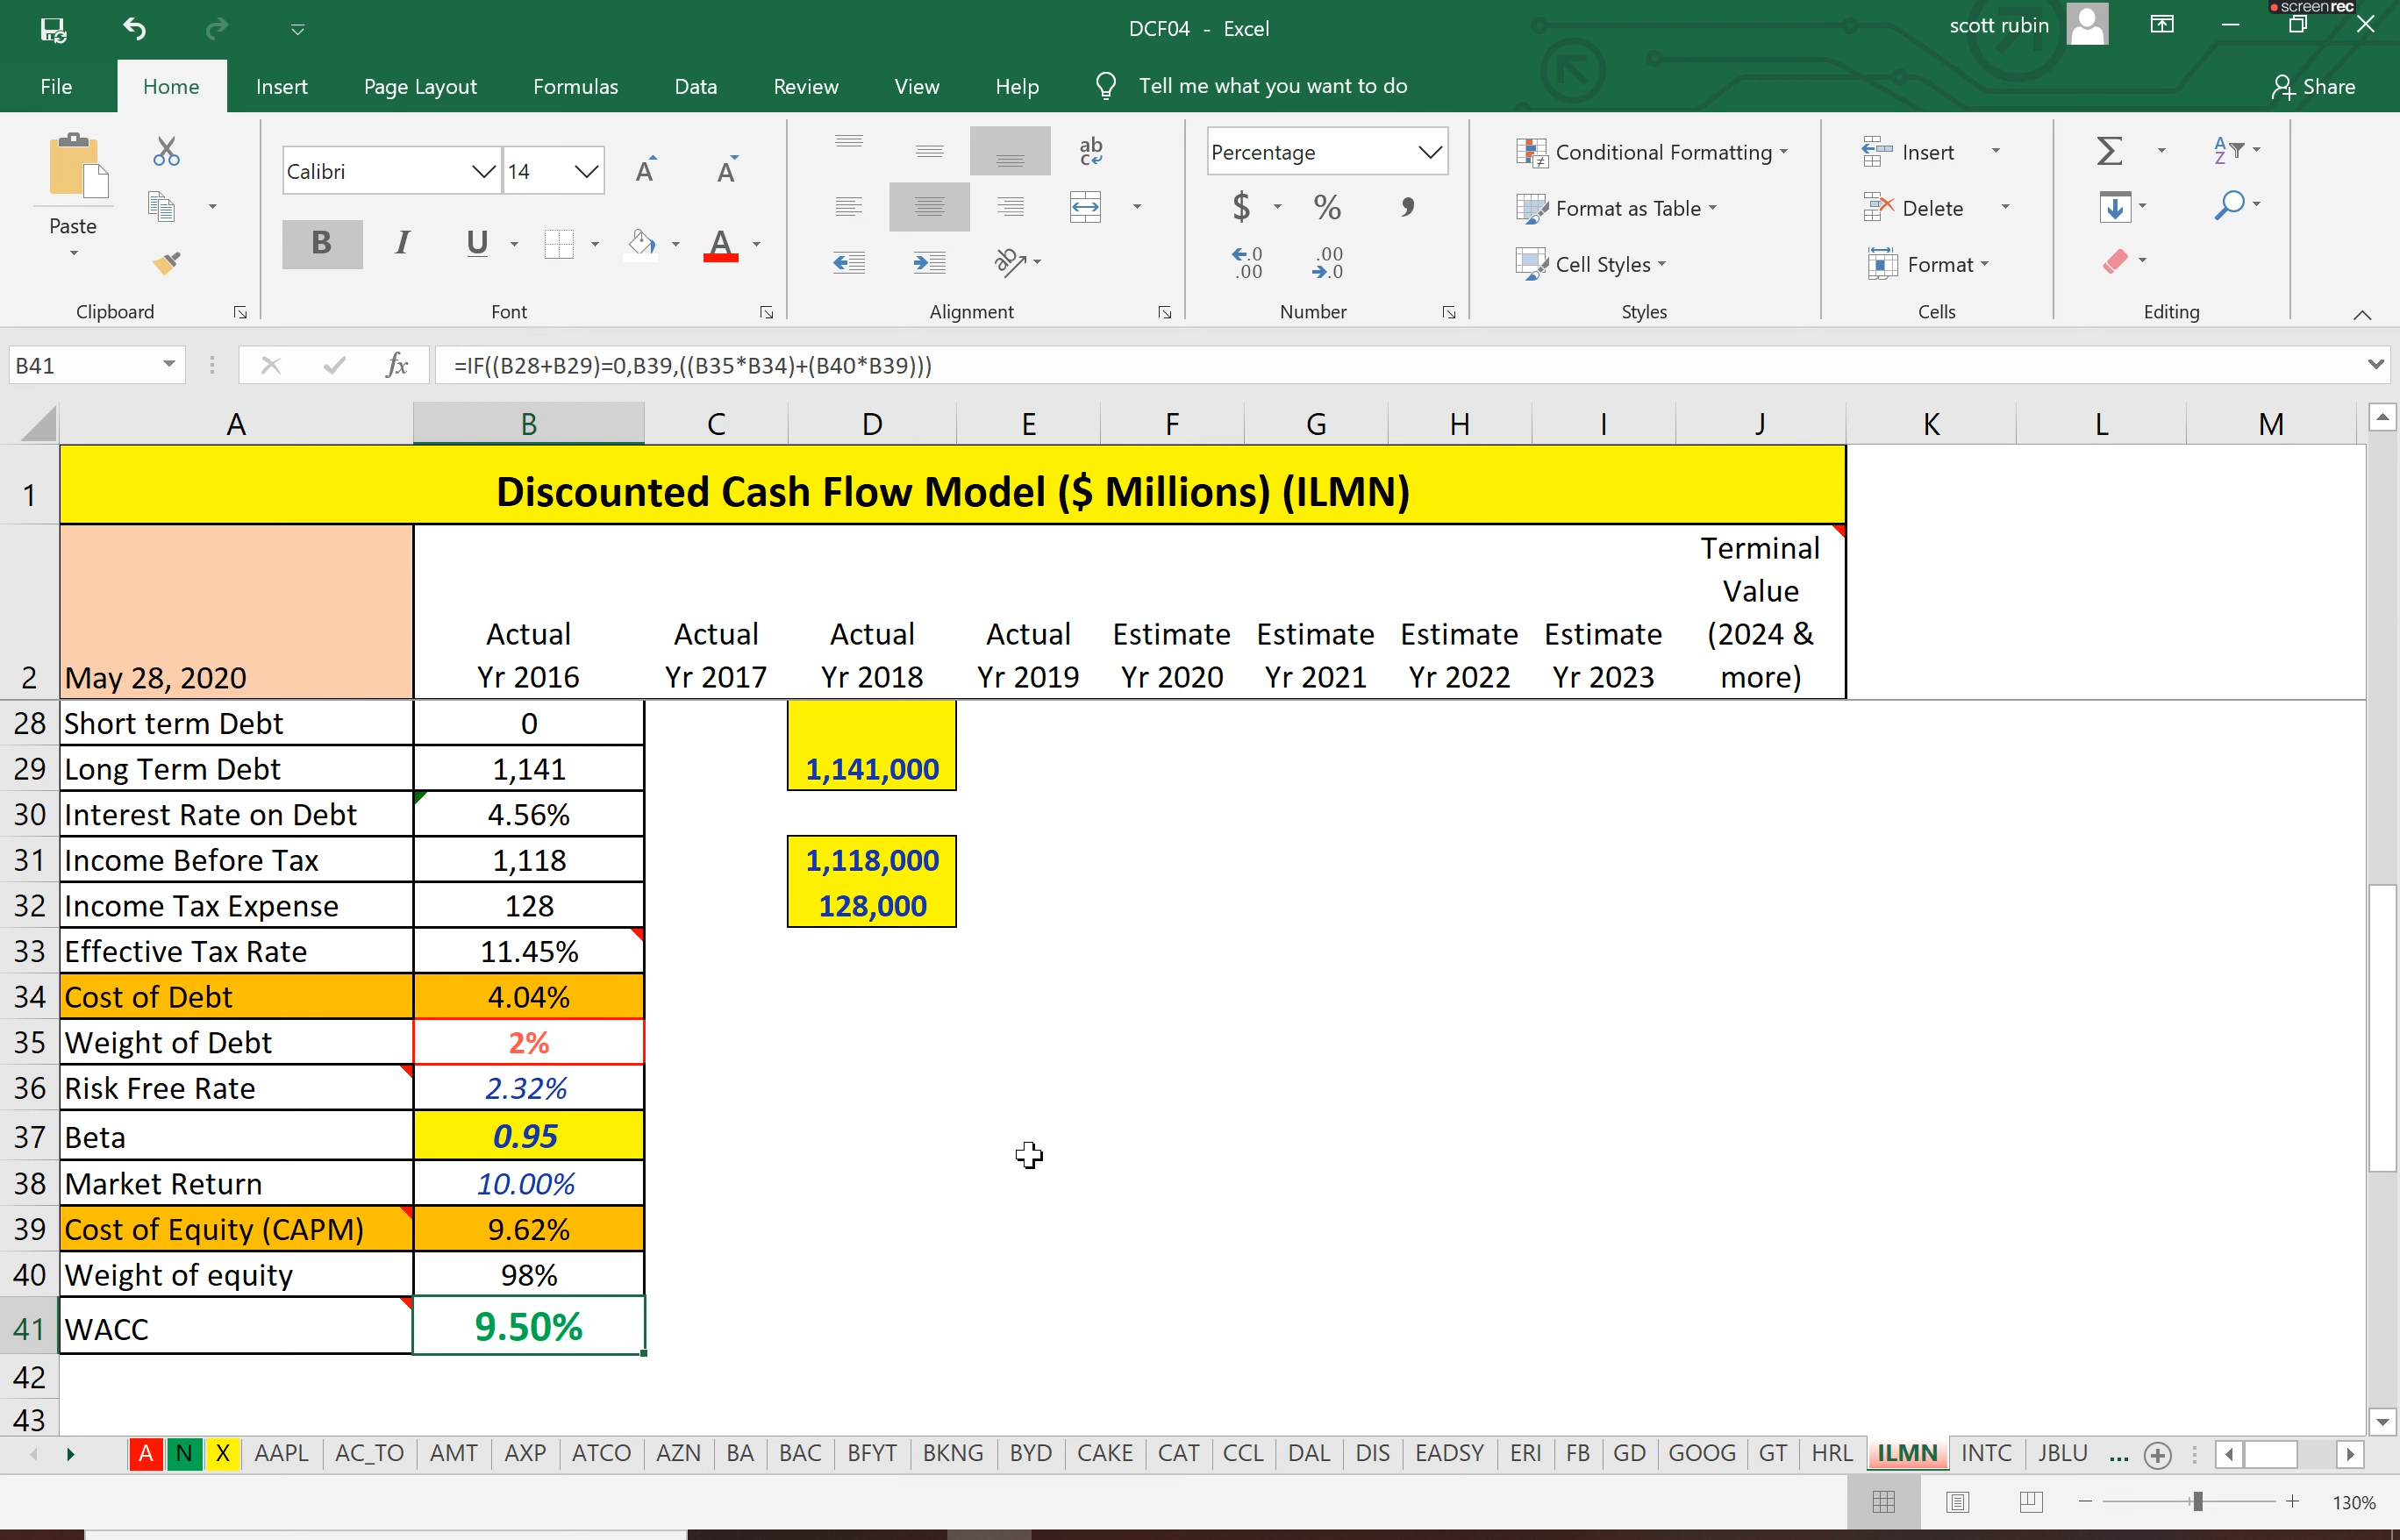 DCF04 - Excel
scott rubin
screenrec
File Home Insert Page Layout Formulas Data Review View Help Tell me what you want to do Share
Paste
Calibri 14
B I U A
Percentage
$ % ,
Conditional Formatting
Format as Table
Cell Styles
Insert
Delete
Format
Clipboard Font Alignment Number Styles Cells Editing
B41 fx =IF((B28+B29)=0,B39,((B35*B34)+(B40*B39)))
A B C D E F G H I J K L M
1 Discounted Cash Flow Model ($ Millions) (ILMN)
Terminal
Value
Actual Actual Actual Actual Estimate Estimate Estimate Estimate (2024 &
2 May 28, 2020 Yr 2016 Yr 2017 Yr 2018 Yr 2019 Yr 2020 Yr 2021 Yr 2022 Yr 2023 more)
28 Short term Debt 0
29 Long Term Debt 1,141 1,141,000
30 Interest Rate on Debt 4.56%
31 Income Before Tax 1,118 1,118,000
32 Income Tax Expense 128 128,000
33 Effective Tax Rate 11.45%
34 Cost of Debt 4.04%
35 Weight of Debt 2%
36 Risk Free Rate 2.32%
37 Beta 0.95
38 Market Return 10.00%
39 Cost of Equity (CAPM) 9.62%
40 Weight of equity 98%
41 WACC 9.50%
42
43
A N X AAPL AC_TO AMT AXP ATCO AZN BA BAC BFYT BKNG BYD CAKE CAT CCL DAL DIS EADSY ERI FB GD GOOG GT HRL ILMN INTC JBLU ...
130%